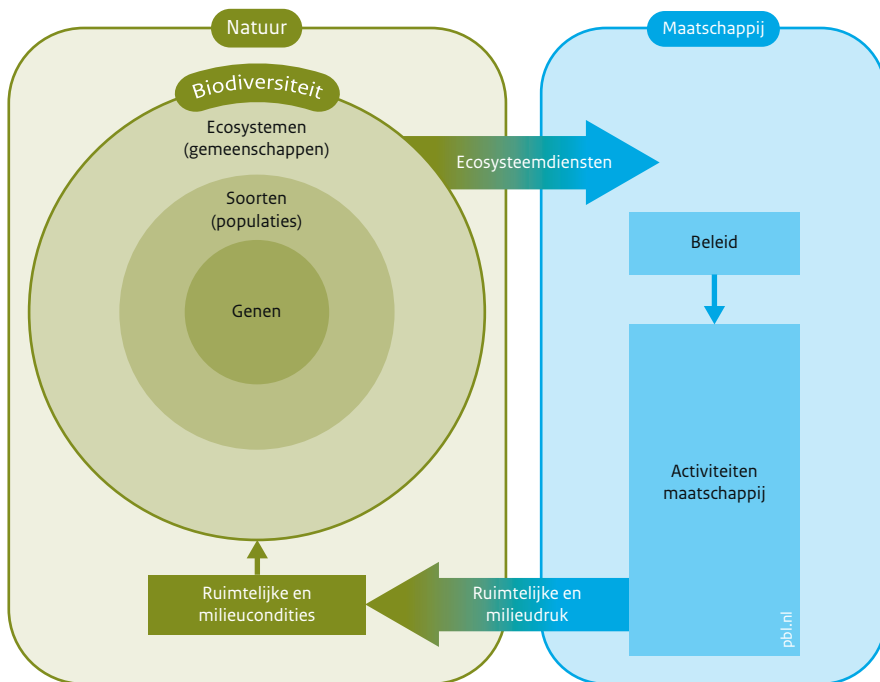 Natuur
Maatschappij
Biodiversiteit
Ecosystemen
(gemeenschappen)
Ecosysteemdiensten
Soorten
(populaties)
Beleid
Genen
Activiteiten
maatschappij
Ruimtelijke en
milieucondities
Ruimtelijke en
milieudruk
pbl.nl